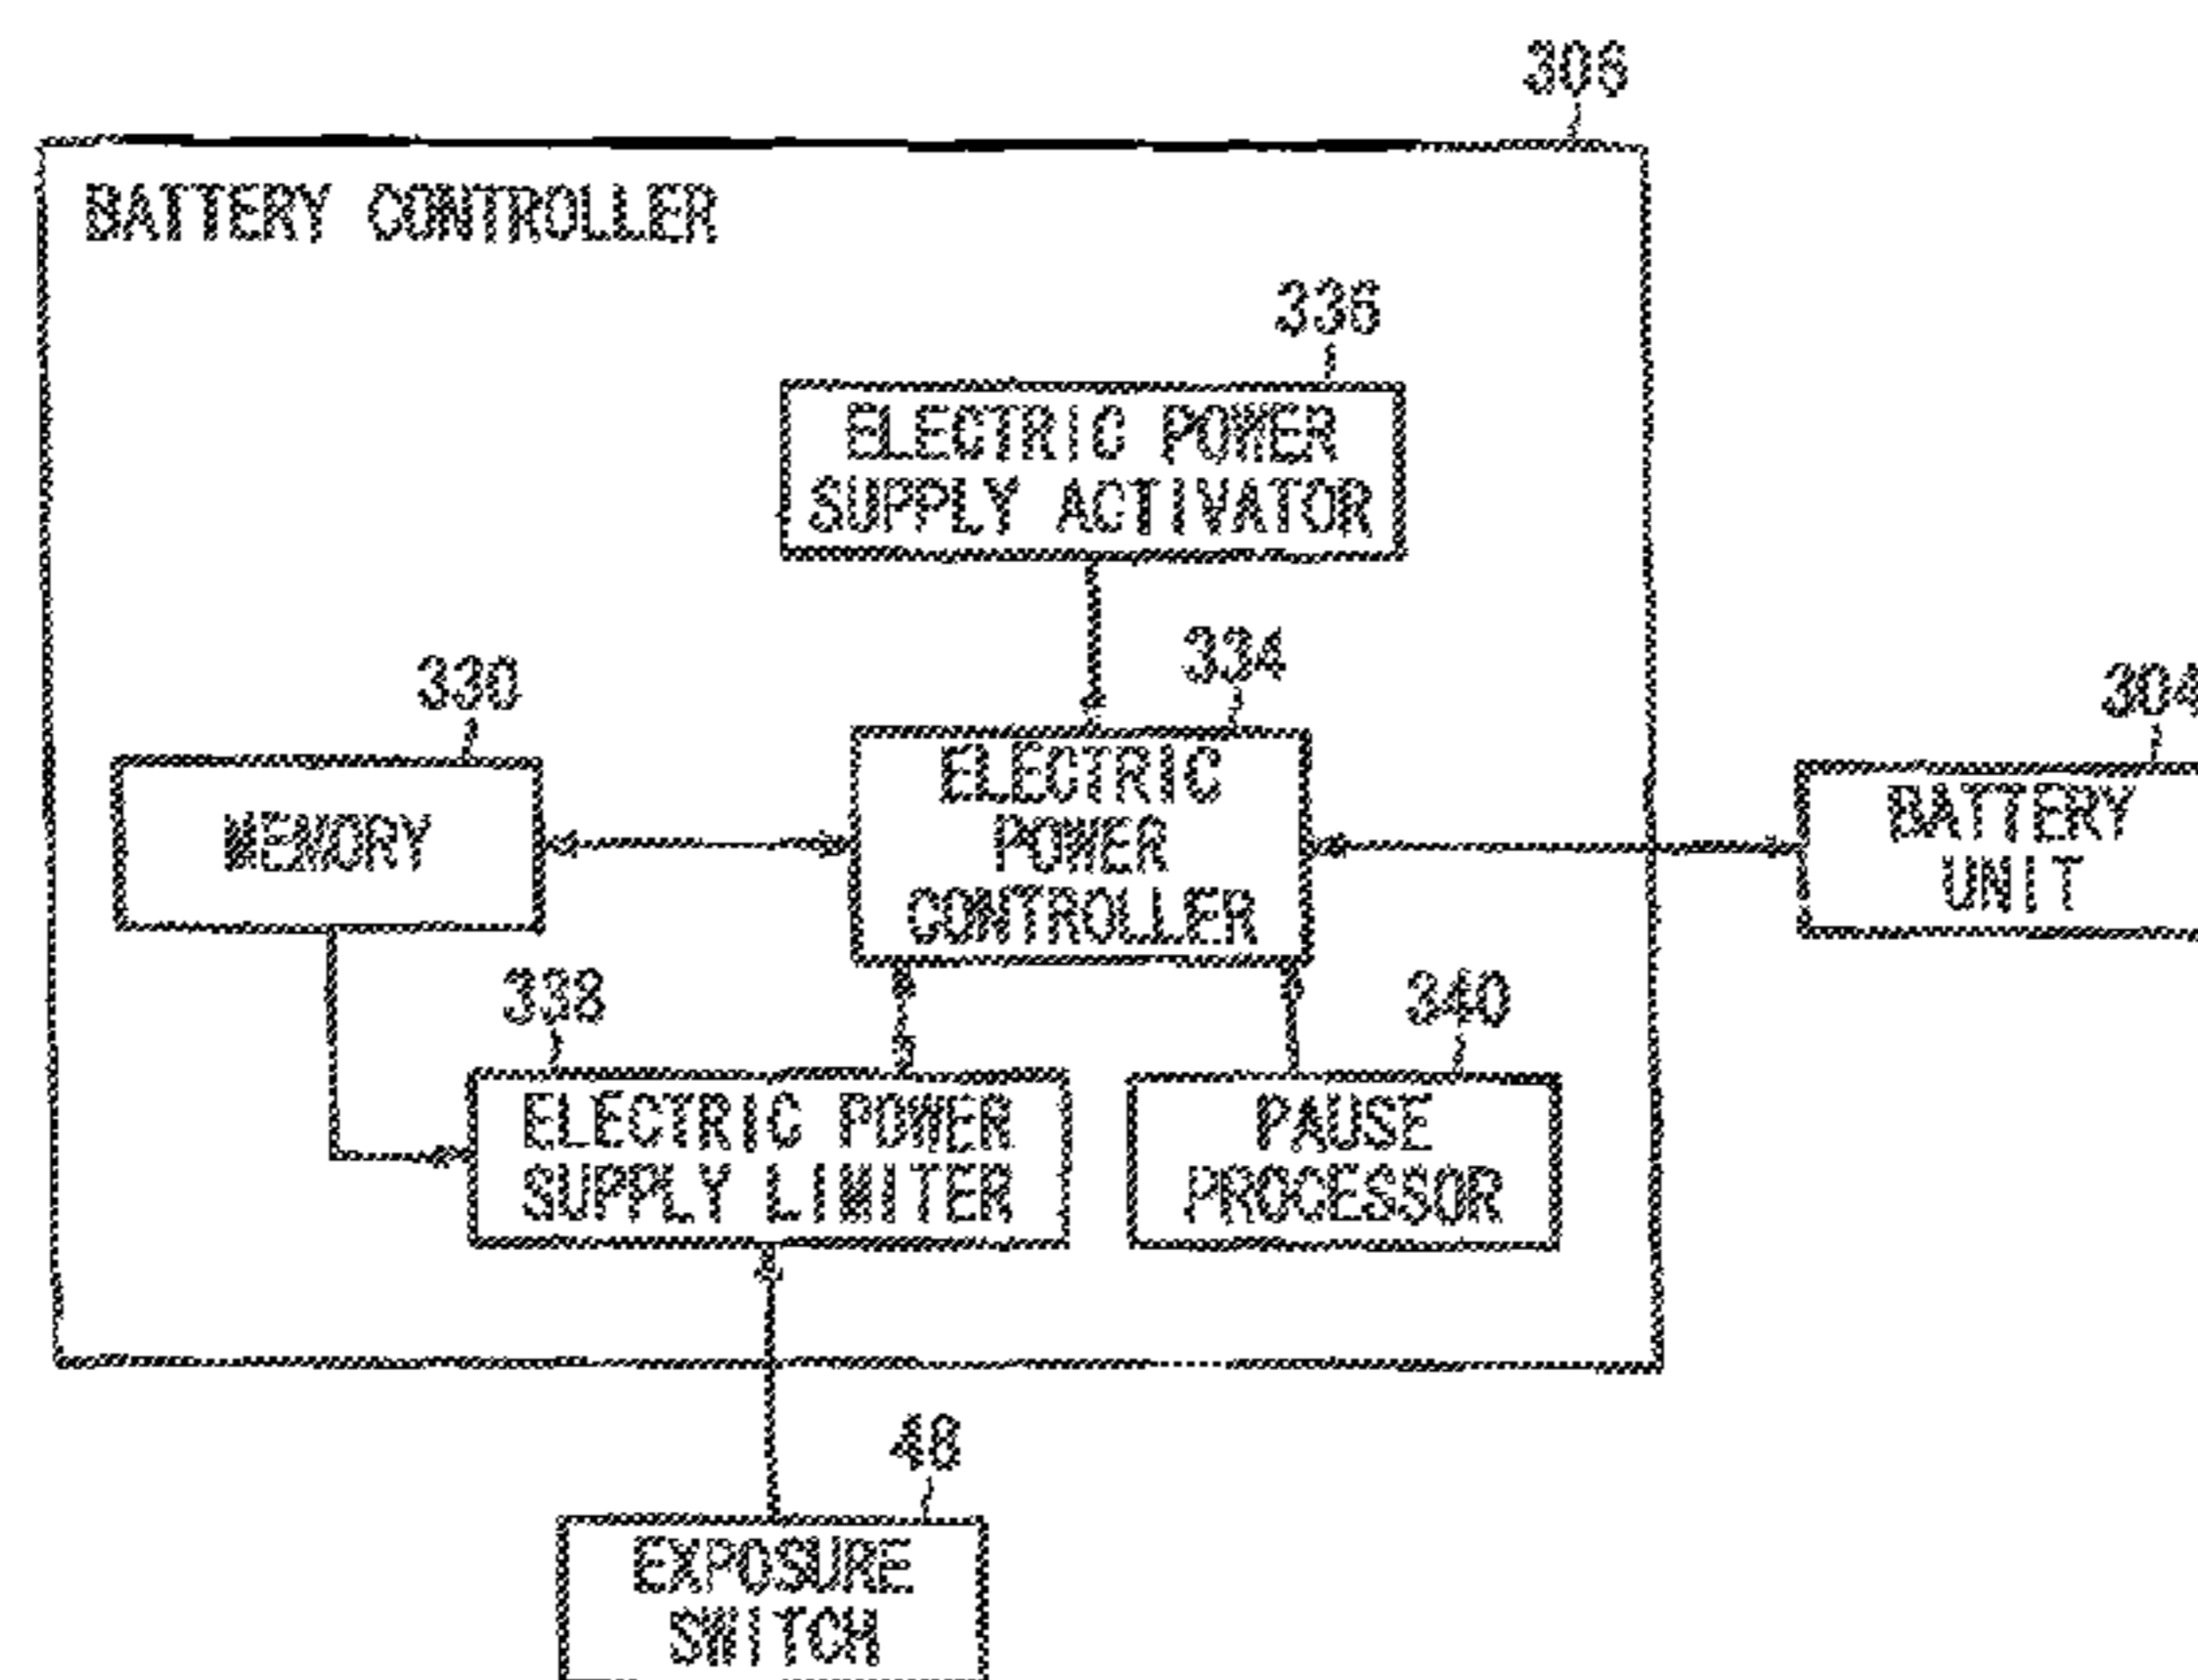 306
BATTERY CONTROLLER
336
ELECTRIC POWER
SUPPLY ACTIVATOR
330
334
304
MEMORY
ELECTRIC
POWER
CONTROLLER
BATTERY
UNIT
338
340
ELECTRIC POWER
SUPPLY LIMITER
PAUSE
PROCESSOR
48
EXPOSURE
SWITCH